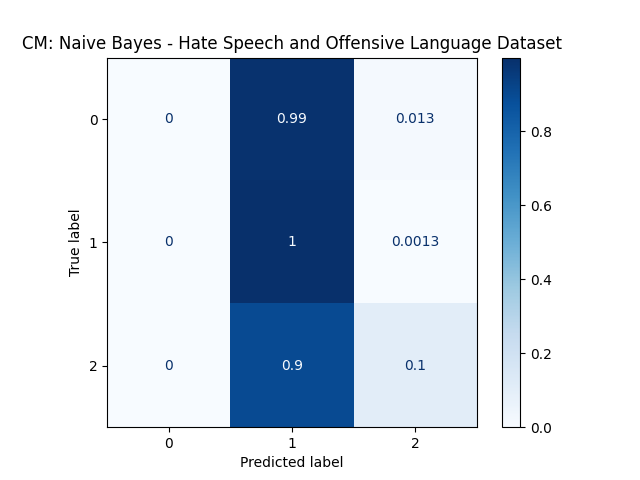 CM: Naive Bayes - Hate Speech and Offensive Language Dataset
0 0 0.99 0.013
0.8
True label
1 0 1 0.0013
0.6
0.4
2 0 0.9 0.1
0.2
0.0
0 1 2
Predicted label